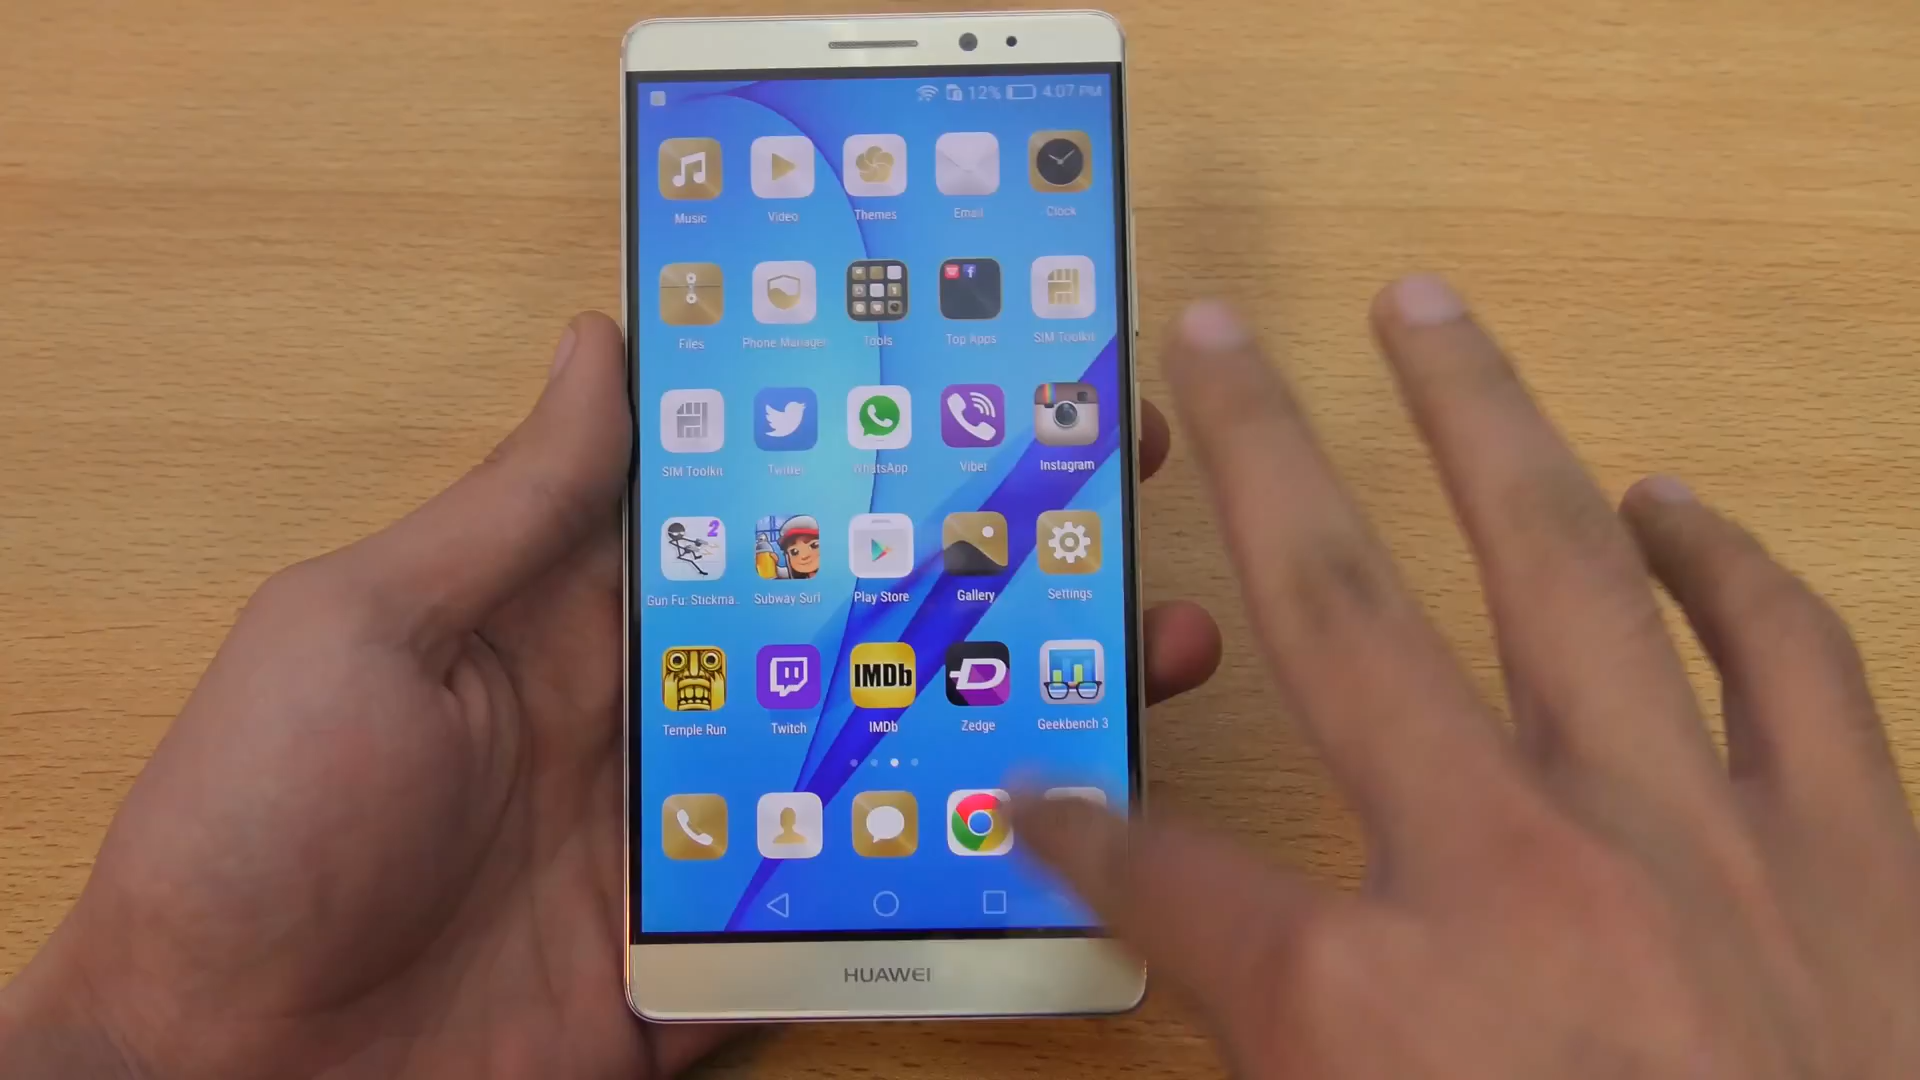 12% 4:07 PM
Music Video Themes Email Clock
Files Phone Manager Tools Top Apps SIM Toolkit
SIM Toolkit Twitter WhatsApp Viber Instagram
2
Gun Fu: Stickma.. Subway Surf Play Store Gallery Settings
IMDb
Temple Run Twitch IMDb Zedge Geekbench 3
HUAWEI